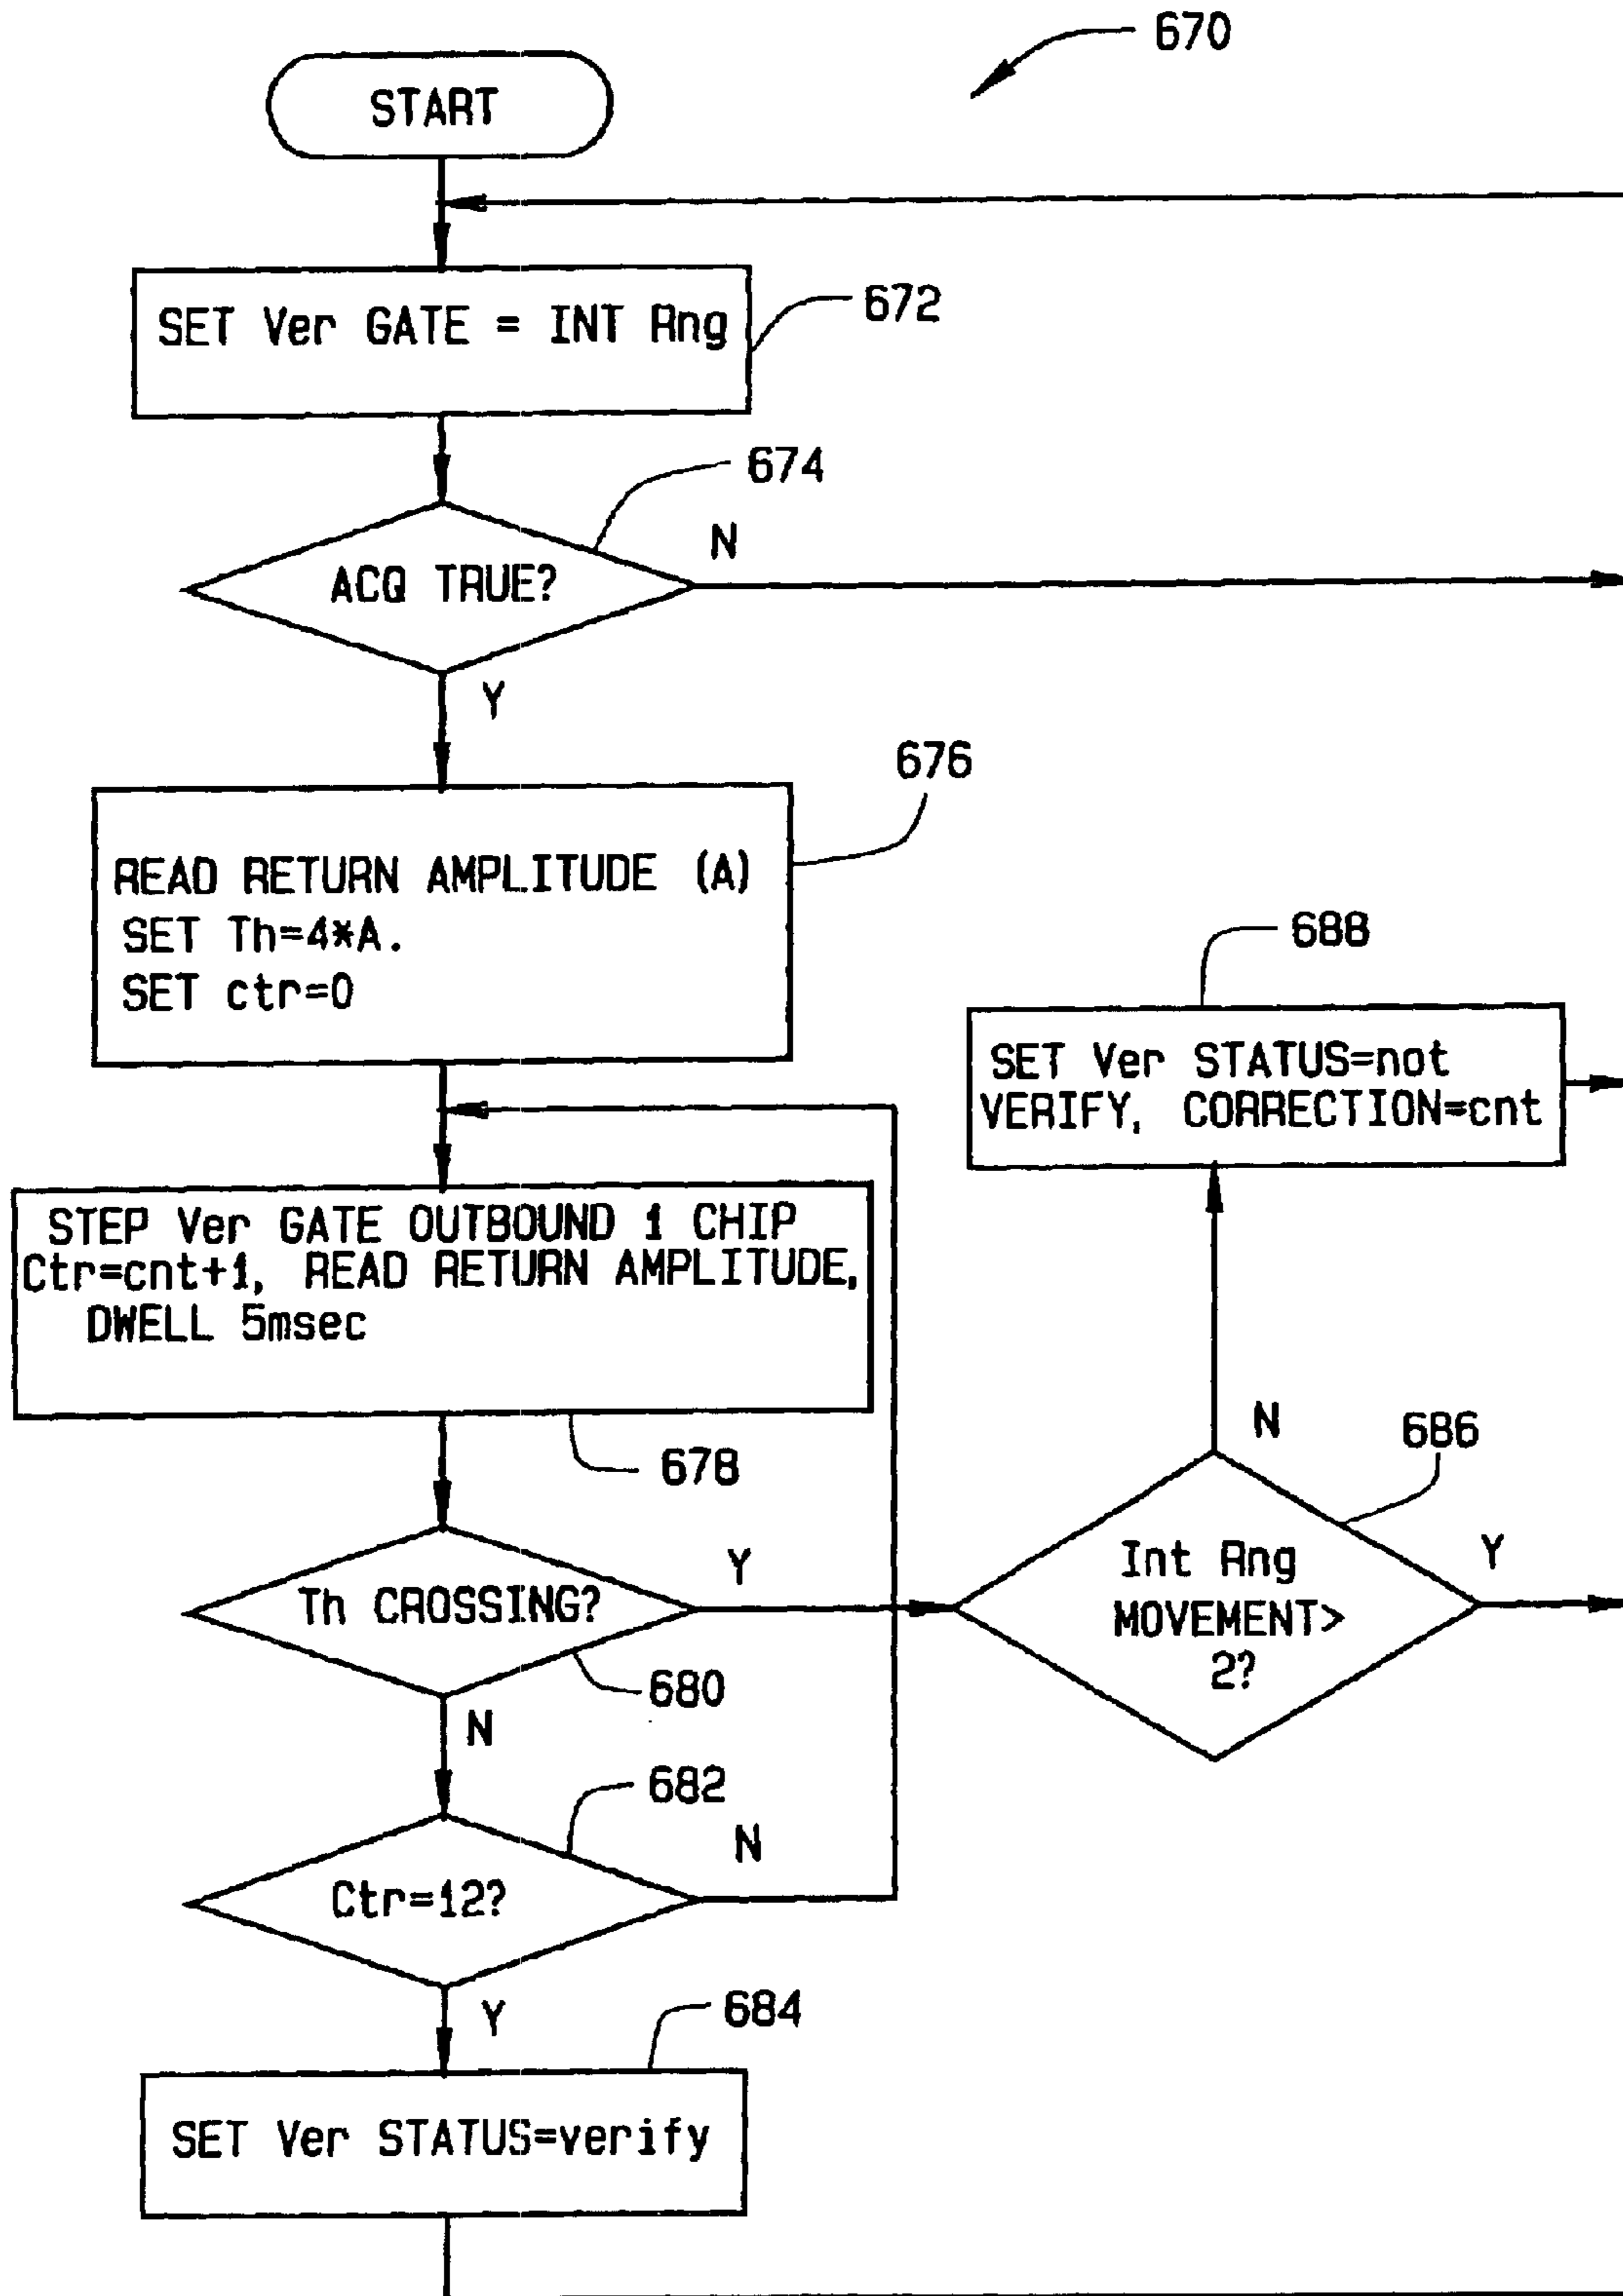 670
START
SET Ver GATE = INT Rng
672
674
N
ACQ TRUE?
Y
676
READ RETURN AMPLITUDE (A)
SET Th=4*A.
SET ctr=0
688
SET Ver STATUS=not
VERIFY, CORRECTION=cnt
STEP Ver GATE OUTBOUND 1 CHIP
Ctr=cnt+1, READ RETURN AMPLITUDE,
DWELL 5msec
678
N
686
Int Rng
MOVEMENT>
2?
Y
Th CROSSING?
Y
680
N
682
N
Ctr=12?
Y
684
SET Ver STATUS=verify